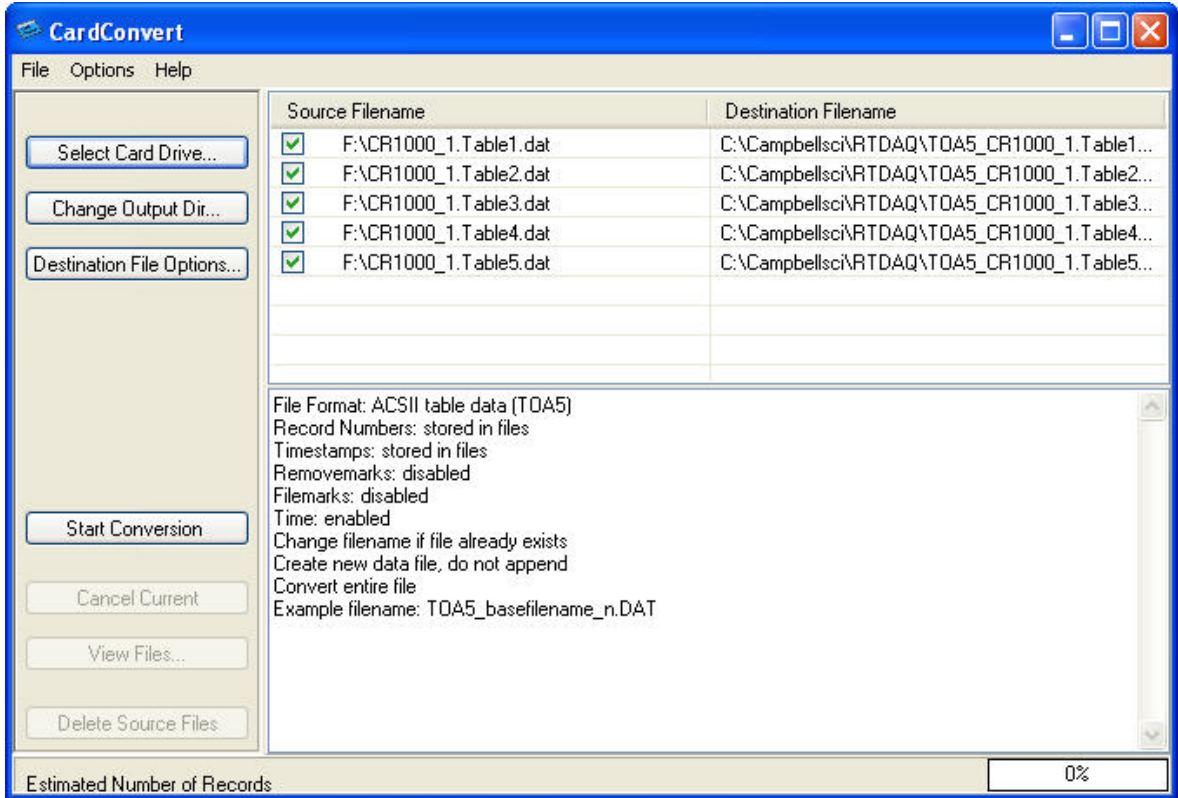 CardConvert
File Options Help
Source Filename Destination Filename
F:\CR1000_1.Table1.dat C:\Campbellsci\RTDAQ\TOA5_CR1000_1.Table1...
F:\CR1000_1.Table2.dat C:\Campbellsci\RTDAQ\TOA5_CR1000_1.Table2...
F:\CR1000_1.Table3.dat C:\Campbellsci\RTDAQ\TOA5_CR1000_1.Table3...
F:\CR1000_1.Table4.dat C:\Campbellsci\RTDAQ\TOA5_CR1000_1.Table4...
F:\CR1000_1.Table5.dat C:\Campbellsci\RTDAQ\TOA5_CR1000_1.Table5...
Select Card Drive...
Change Output Dir...
Destination File Options...
Start Conversion
Cancel Current
View Files...
Delete Source Files
File Format: ACSII table data (TOA5)
Record Numbers: stored in files
Timestamps: stored in files
Removemarks: disabled
Filemarks: disabled
Time: enabled
Change filename if file already exists
Create new data file, do not append
Convert entire file
Example filename: TOA5_basefilename_n.DAT
Estimated Number of Records
0%